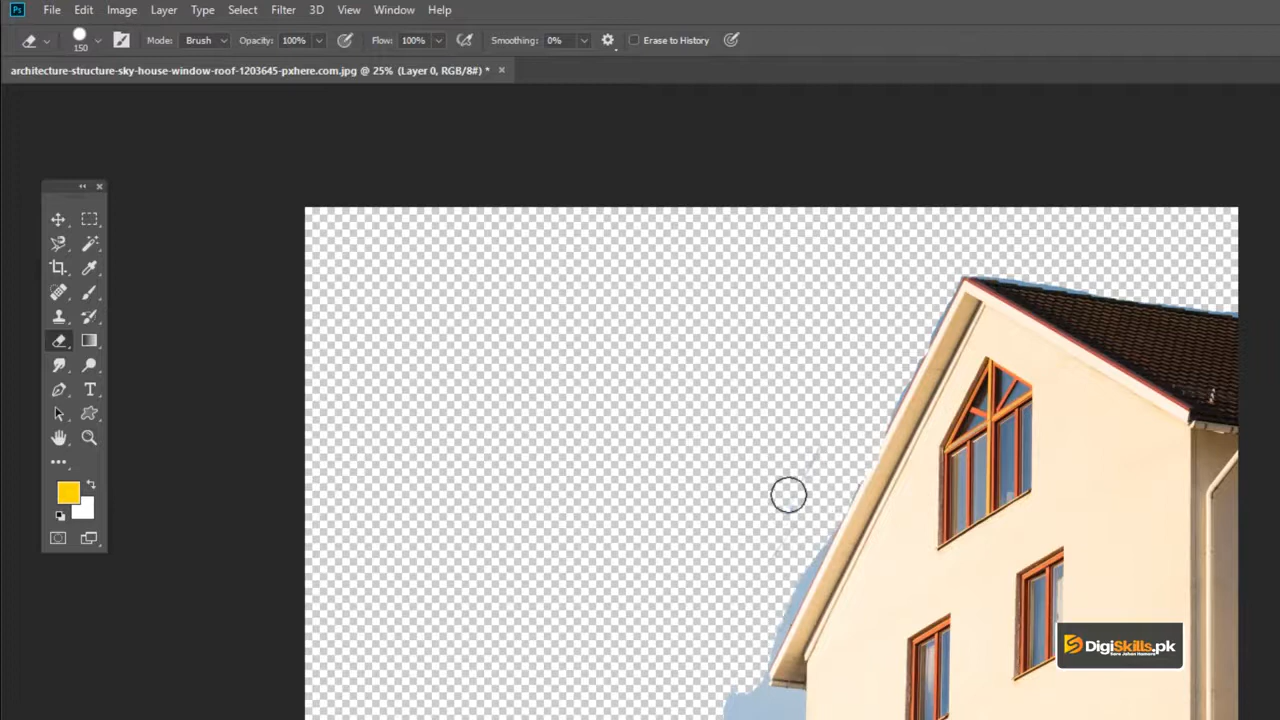 Ps File Edit Image Layer Type Select Filter 3D View Window Help
150 Mode: Brush Opacity: 100% Flow: 100% Smoothing: 0% Erase to History
architecture-structure-sky-house-window-roof-1203645-pxhere.com.jpg @ 25% (Layer 0, RGB/8#) *
T
DigiSkills.pk